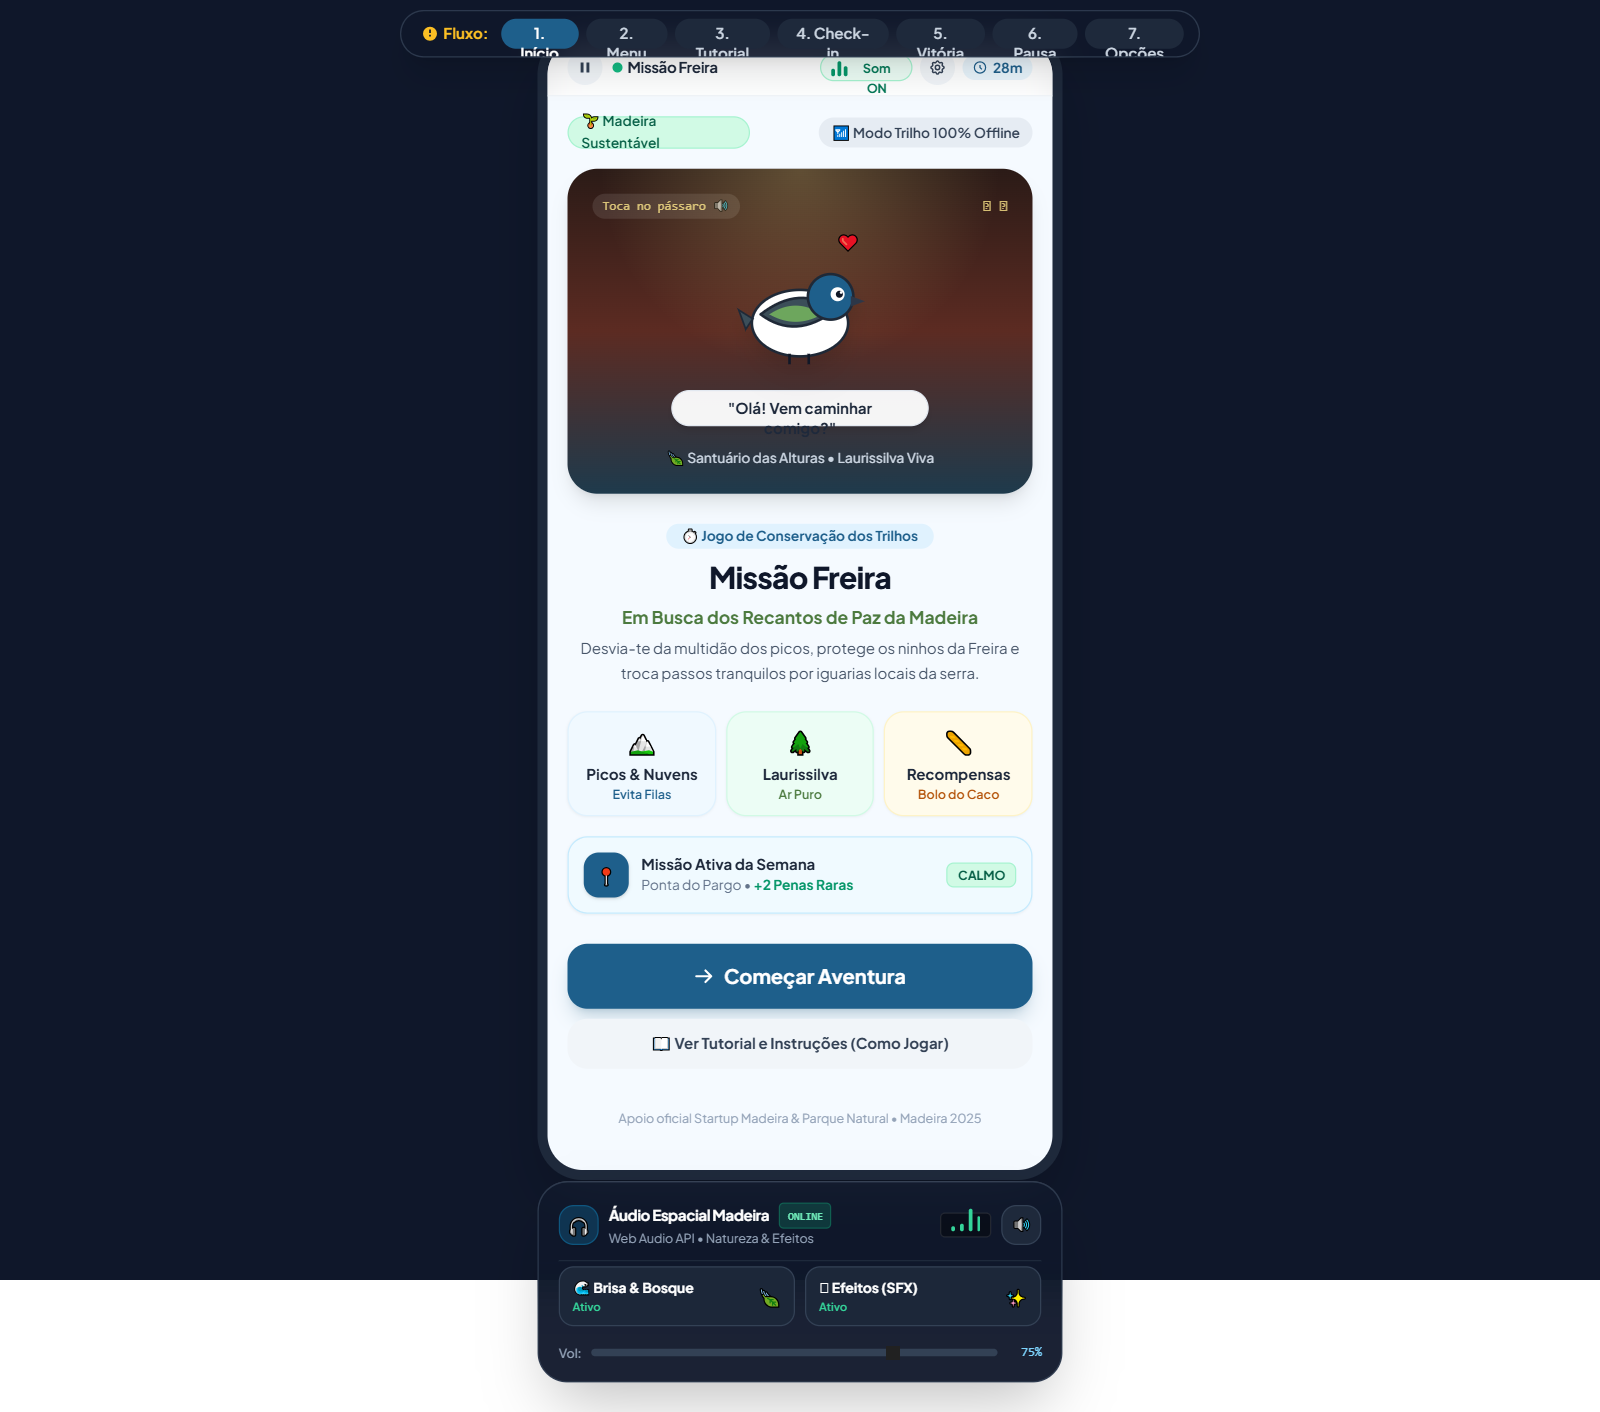 Fluxo:
1.
Início
2.
Menu
3.
Tutorial
4. Check-
in
5.
Vitória
6.
Pausa
7.
Opções
Missão Freira
Som
ON
28m
Madeira
Sustentável
Modo Trilho 100% Offline
Toca no pássaro
"Olá! Vem caminhar
comigo?"
Santuário das Alturas • Laurissilva Viva
Jogo de Conservação dos Trilhos
Missão Freira
Em Busca dos Recantos de Paz da Madeira
Desvia-te da multidão dos picos, protege os ninhos da Freira e
troca passos tranquilos por iguarias locais da serra.
Picos & Nuvens
Evita Filas
Laurissilva
Ar Puro
Recompensas
Bolo do Caco
Missão Ativa da Semana
Ponta do Pargo • +2 Penas Raras
CALMO
Começar Aventura
Ver Tutorial e Instruções (Como Jogar)
Apoio oficial Startup Madeira & Parque Natural • Madeira 2025
Áudio Espacial Madeira
ONLINE
Web Audio API • Natureza & Efeitos
Brisa & Bosque
Ativo
Efeitos (SFX)
Ativo
Vol:
75%